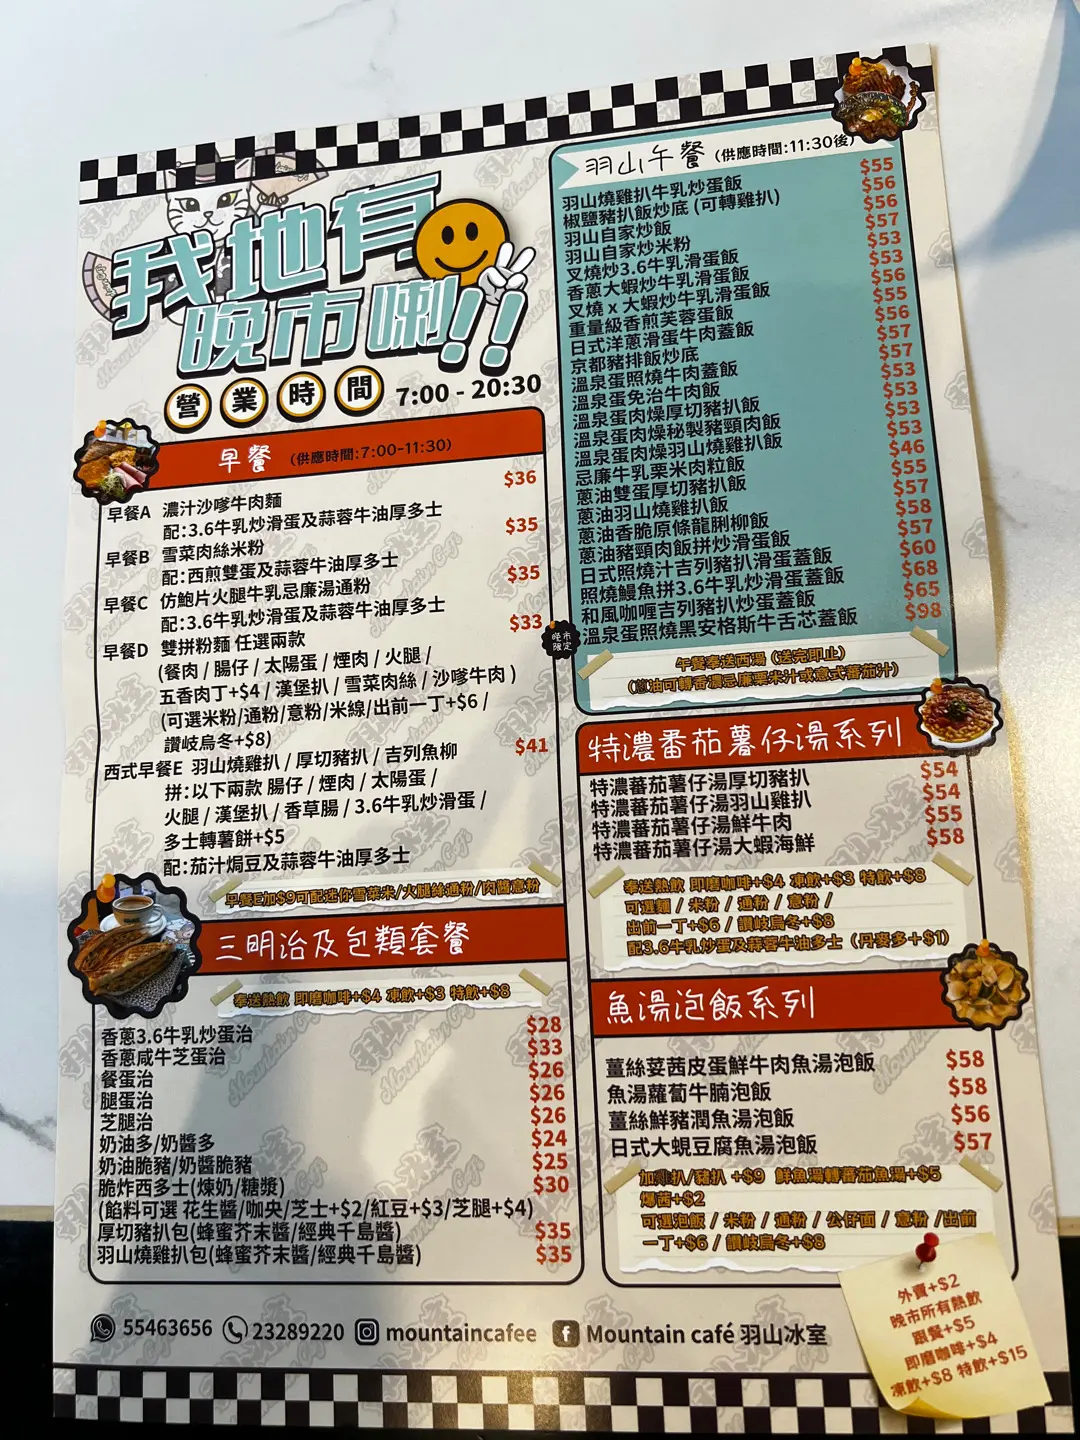 我地有
晚市喇!!
營業時間 7:00 - 20:30
早餐 (供應時間:7:00-11:30)
早餐A 濃汁沙嗲牛肉麵 $36
配:3.6牛乳炒滑蛋及蒜蓉牛油厚多士
早餐B 雪菜肉絲米粉 $35
配:西煎雙蛋及蒜蓉牛油厚多士
早餐C 仿鮑片火腿牛乳忌廉湯通粉 $35
配:3.6牛乳炒滑蛋及蒜蓉牛油厚多士
早餐D 雙拼粉麵 任選兩款 $33
(餐肉 / 腸仔 / 太陽蛋 / 煙肉 / 火腿 /
五香肉丁+$4 / 漢堡扒 / 雪菜肉絲 / 沙嗲牛肉 )
(可選米粉/通粉/意粉/米線/出前一丁+$6 /
讚岐烏冬+$8)
西式早餐E 羽山燒雞扒 / 厚切豬扒 / 吉列魚柳 $41
拼:以下兩款 腸仔 / 煙肉 / 太陽蛋 /
火腿 / 漢堡扒 / 香草腸 / 3.6牛乳炒滑蛋 /
多士轉薯餅+$5
配:茄汁焗豆及蒜蓉牛油厚多士
早餐E加$9可配迷你雪菜米/火腿絲通粉/肉醬意粉
三明治及包類套餐
奉送熱飲 即磨咖啡+$4 凍飲+$3 特飲+$8
香蔥3.6牛乳炒蛋治 $28
香蔥咸牛芝蛋治 $33
餐蛋治 $26
腿蛋治 $26
芝腿治 $26
奶油多/奶醬多 $24
奶油脆豬/奶醬脆豬 $25
脆炸西多士(煉奶/糖漿) $30
(餡料可選 花生醬/咖央/芝士+$2/紅豆+$3/芝腿+$4)
厚切豬扒包(蜂蜜芥末醬/經典千島醬) $35
羽山燒雞扒包(蜂蜜芥末醬/經典千島醬) $35
羽山午餐 (供應時間:11:30後)
羽山燒雞扒牛乳炒蛋飯 $55
椒鹽豬扒飯炒底 (可轉雞扒) $56
羽山自家炒飯 $56
羽山自家炒米粉 $57
叉燒炒3.6牛乳滑蛋飯 $53
香蔥大蝦炒牛乳滑蛋飯 $53
叉燒 x 大蝦炒牛乳滑蛋飯 $56
重量級香煎芙蓉蛋飯 $55
日式洋蔥滑蛋牛肉蓋飯 $56
京都豬排飯炒底 $57
溫泉蛋照燒牛肉蓋飯 $57
溫泉蛋免治牛肉飯 $53
溫泉蛋肉燥厚切豬扒飯 $53
溫泉蛋肉燥秘製豬頸肉飯 $53
溫泉蛋肉燥羽山燒雞扒飯 $53
忌廉牛乳栗米肉粒飯 $46
蔥油雙蛋厚切豬扒飯 $55
蔥油羽山燒雞扒飯 $57
蔥油香脆原條龍脷柳飯 $58
蔥油豬頸肉飯拼炒滑蛋飯 $57
日式照燒汁吉列豬扒滑蛋蓋飯 $60
照燒鰻魚拼3.6牛乳炒滑蛋蓋飯 $68
和風咖喱吉列豬扒炒蛋蓋飯 $65
晚市限定 溫泉蛋照燒黑安格斯牛舌芯蓋飯 $98
午餐奉送西湯 (送完即止)
(蔥油可轉香濃忌廉栗米汁或意式蕃茄汁)
特濃番茄薯仔湯系列
特濃蕃茄薯仔湯厚切豬扒 $54
特濃蕃茄薯仔湯羽山雞扒 $54
特濃蕃茄薯仔湯鮮牛肉 $55
特濃蕃茄薯仔湯大蝦海鮮 $58
奉送熱飲 即磨咖啡+$4 凍飲+$3 特飲+$8
可選麵 / 米粉 / 通粉 / 意粉 /
出前一丁+$6 / 讚岐烏冬+$8
配3.6牛乳炒蛋及蒜蓉牛油多士 (丹麥多+$1)
魚湯泡飯系列
薑絲芫茜皮蛋鮮牛肉魚湯泡飯 $58
魚湯蘿蔔牛腩泡飯 $58
薑絲鮮豬潤魚湯泡飯 $56
日式大蜆豆腐魚湯泡飯 $57
加雞扒/豬扒 +$9 鮮魚湯轉蕃茄魚湯+$5
爆茜+$2
可選泡飯 / 米粉 / 通粉 / 公仔面 / 意粉 /出前
一丁+$6 / 讚岐烏冬+$8
外賣+$2
晚市所有熱飲
跟餐+$5
即磨咖啡+$4
凍飲+$8 特飲+$15
55463656 23289220 mountaincafee Mountain café 羽山冰室